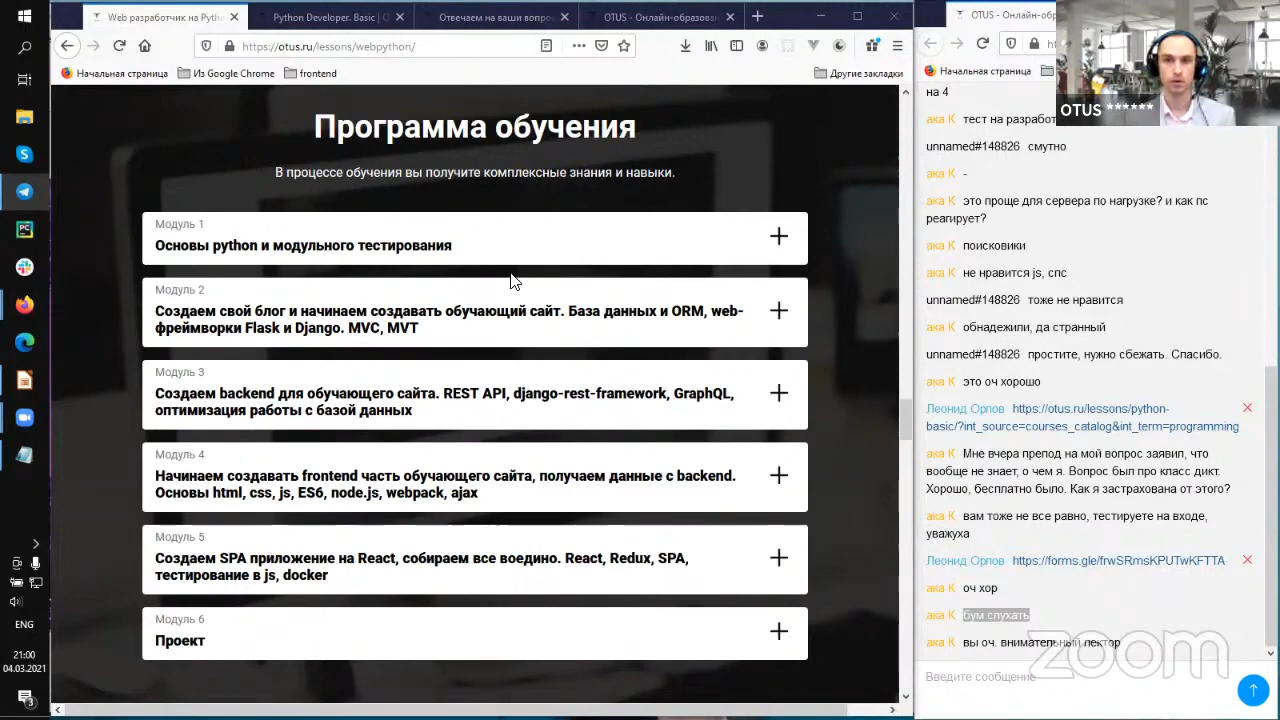 Web разработчик на Pyth
Python Developer. Basic | O
Отвечаем на ваши вопро
OTUS - Онлайн-образова
https://otus.ru/lessons/webpython/
Начальная страница
Из Google Chrome
frontend
Другие закладки
Программа обучения
В процессе обучения вы получите комплексные знания и навыки.
Модуль 1
Основы python и модульного тестирования
Модуль 2
Создаем свой блог и начинаем создавать обучающий сайт. База данных и ORM, web-
фреймворки Flask и Django. MVC, MVT
Модуль 3
Создаем backend для обучающего сайта. REST API, django-rest-framework, GraphQL,
оптимизация работы с базой данных
Модуль 4
Начинаем создавать frontend часть обучающего сайта, получаем данные с backend.
Основы html, css, js, ES6, node.js, webpack, ajax
Модуль 5
Создаем SPA приложение на React, собираем все воедино. React, Redux, SPA,
тестирование в js, docker
Модуль 6
Проект
ENG
21:00
04.03.2021
3
OTUS - Онлайн-обр
Начальная страница
OTUS ******
на 4
ака К тест на разработ
unnamed#148826 смутно
ака К -
ака К это проще для сервера по нагрузке? и как пс
реагирует?
ака К поисковики
ака К не нравится js, спс
unnamed#148826 тоже не нравится
ака К обнадежили, да странный
unnamed#148826 простите, нужно сбежать. Спасибо.
ака К это оч хорошо
Леонид Орлов https://otus.ru/lessons/python-
basic/?int_source=courses_catalog&int_term=programming
ака К Мне вчера препод на мой вопрос заявил, что
вообще не знает, о чем я. Вопрос был про класс дикт.
Хорошо, бесплатно было. Как я застрахована от этого?
ака К вам тоже не все равно, тестируете на входе,
уважуха
Леонид Орлов https://forms.gle/frwSRmsKPUTwKFTTA
ака К оч хор
ака К бум слухать
ака К вы оч. внимательный лектор
zoom
Введите сообщение